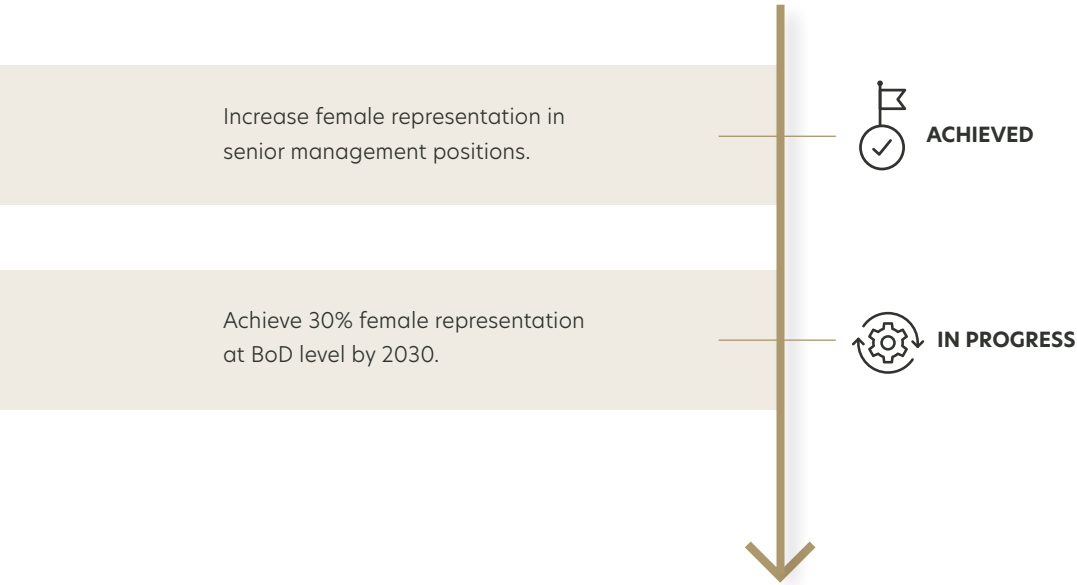 Increase female representation in
senior management positions.
ACHIEVED
Achieve 30% female representation
at BoD level by 2030.
IN PROGRESS